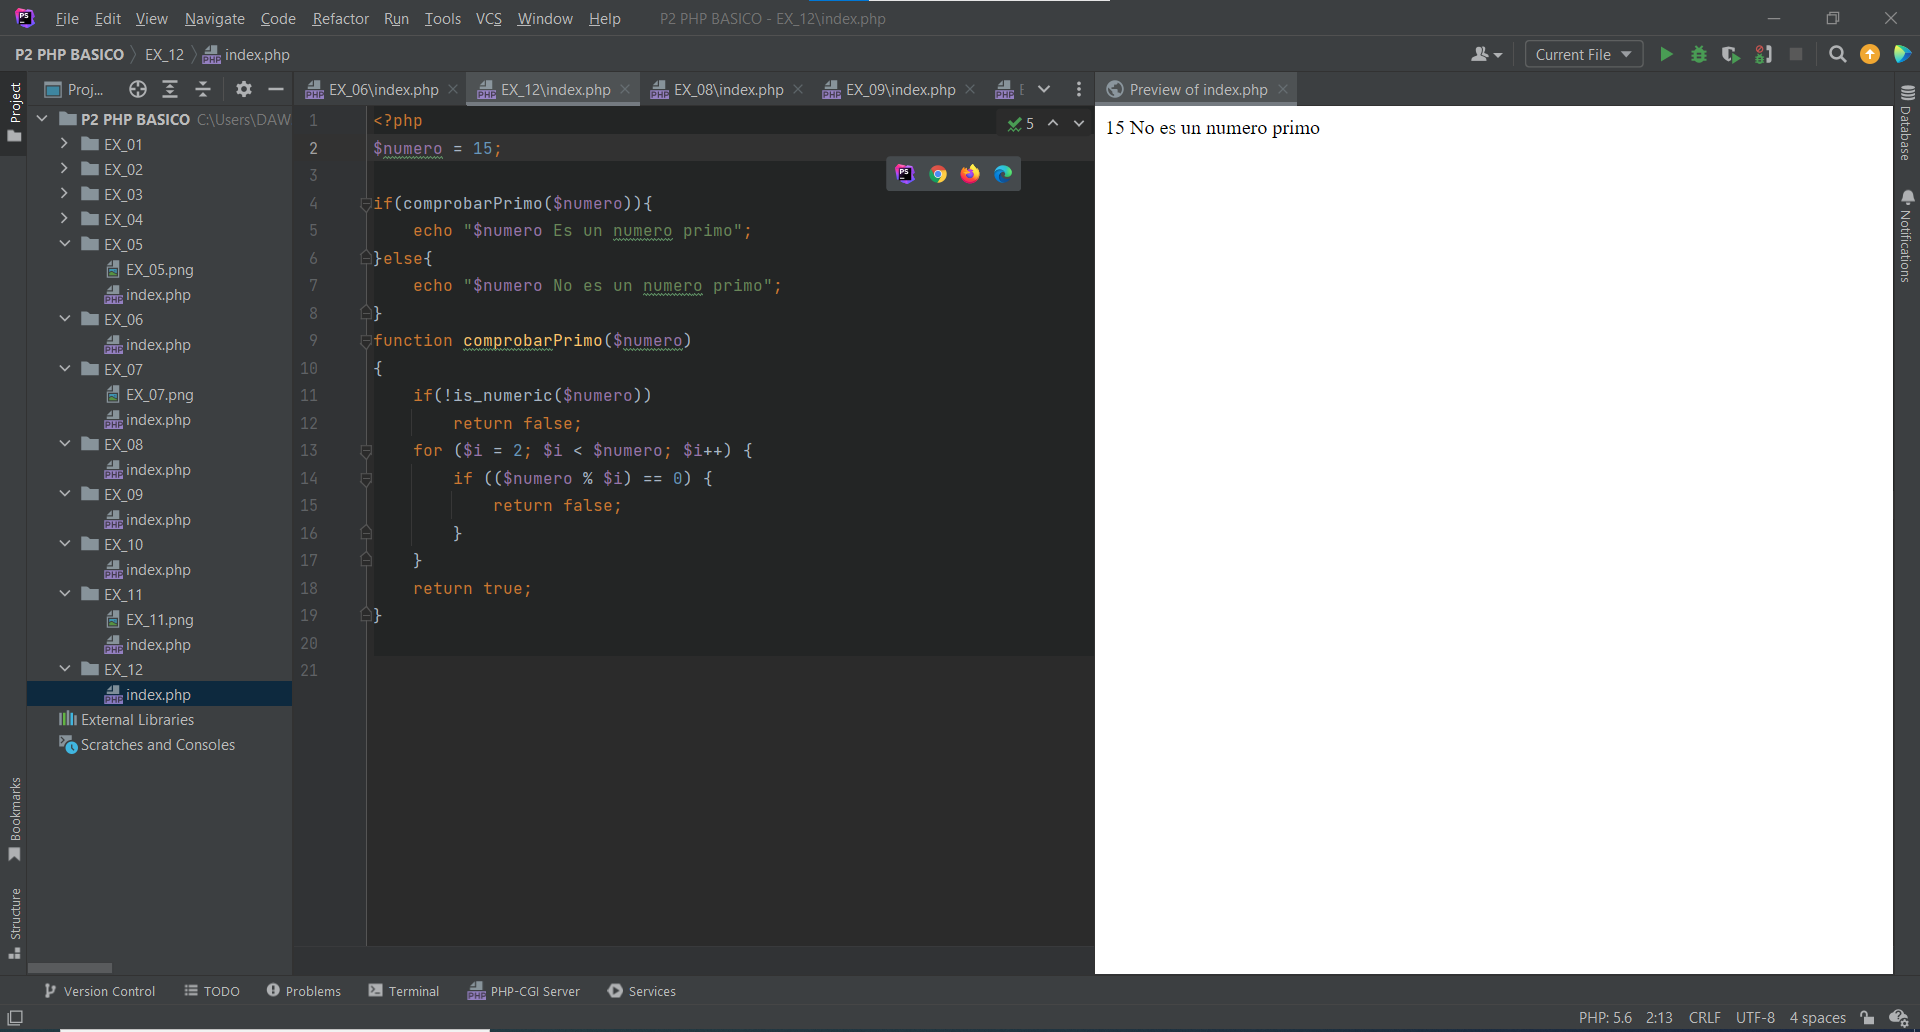 File Edit View Navigate Code Refactor Run Tools VCS Window Help P2 PHP BASICO - EX_12\index.php
P2 PHP BASICO EX_12 index.php Current File
Project
Proj...
EX_06\index.php EX_12\index.php EX_08\index.php EX_09\index.php E
Preview of index.php
P2 PHP BASICO C:\Users\DAW
EX_01
EX_02
EX_03
EX_04
EX_05
EX_05.png
index.php
EX_06
index.php
EX_07
EX_07.png
index.php
EX_08
index.php
EX_09
index.php
EX_10
index.php
EX_11
EX_11.png
index.php
EX_12
index.php
External Libraries
Scratches and Consoles
Bookmarks
Structure
5
1 <?php
2 $numero = 15;
3
4 if(comprobarPrimo($numero)){
5 echo "$numero Es un numero primo";
6 }else{
7 echo "$numero No es un numero primo";
8 }
9 function comprobarPrimo($numero)
10 {
11 if(!is_numeric($numero))
12 return false;
13 for ($i = 2; $i < $numero; $i++) {
14 if (($numero % $i) == 0) {
15 return false;
16 }
17 }
18 return true;
19 }
20
21
15 No es un numero primo
Database
Notifications
Version Control TODO Problems Terminal PHP-CGI Server Services
PHP: 5.6 2:13 CRLF UTF-8 4 spaces